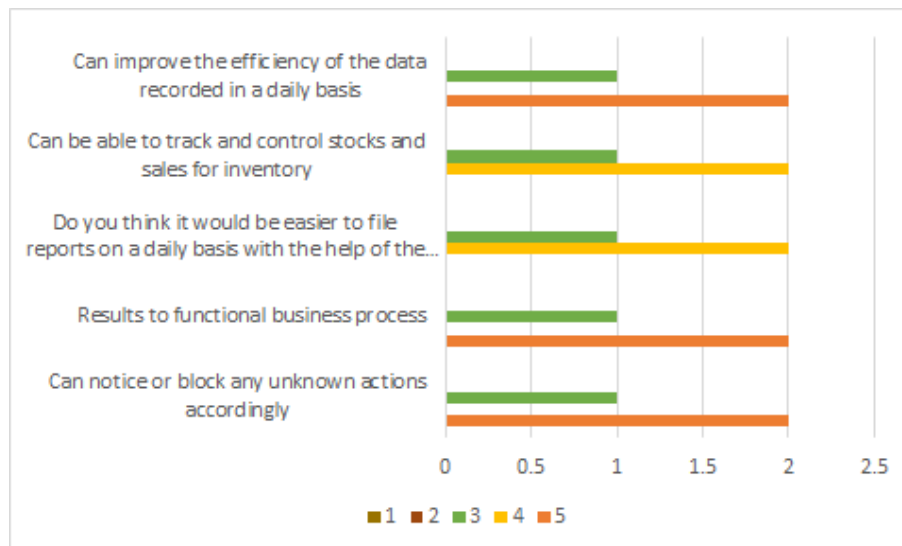 Can improve the efficiency of the data
recorded in a daily basis
Can be able to track and control stocks and
sales for inventory
Do you think it would be easier to file
reports on a daily basis with the help of the...
Results to functional business process
Can notice or block any unknown actions
accordingly
0 0.5 1 1.5 2 2.5
1 2 3 4 5